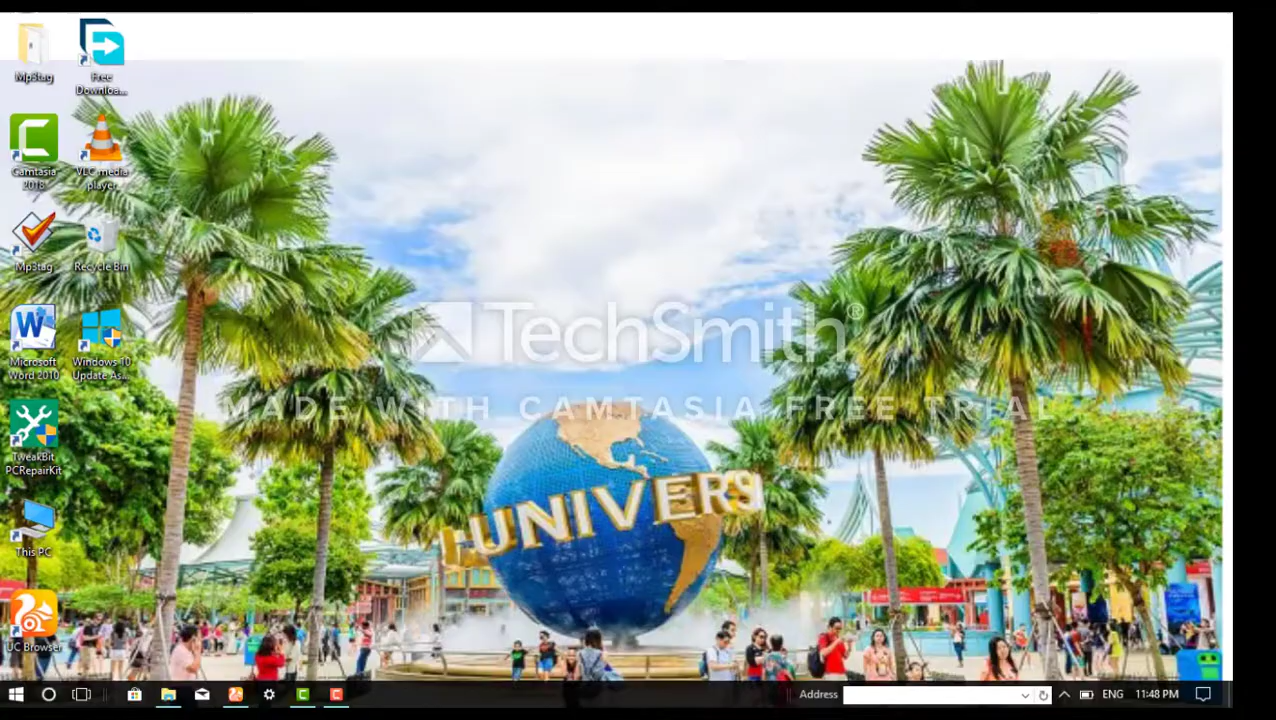 Mp3tag
Free
Downloa...
Camtasia
2018
VLC media
player
Mp3tag
Recycle Bin
Microsoft
Word 2010
Windows 10
Update As...
TweakBit
PCRepairKit
This PC
UC Browser
TechSmith®
MADE WITH CAMTASIA FREE TRIAL
UNIVERS
Address
ENG
11:48 PM